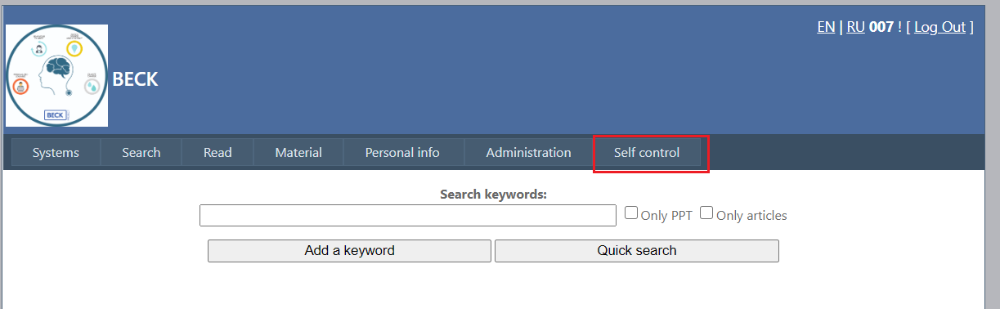 EN | RU 007 ! [ Log Out ]
BECK
BECK
Systems Search Read Material Personal info Administration Self control
Search keywords:
Only PPT Only articles
Add a keyword Quick search